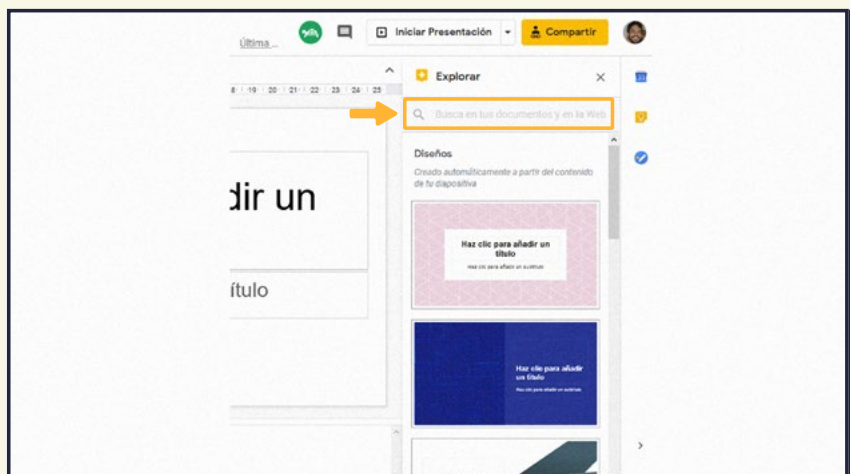 Última ...
Iniciar Presentación
Compartir
Explorar
18 19 20 21 22 23 24 25
Busca en tus documentos y en la Web
Diseños
Creado automáticamente a partir del contenido
de tu diapositiva
dir un
ítulo
Haz clic para añadir un
título
Haz clic para añadir un subtítulo
Haz clic para añadir
un título
Haz clic para añadir un subtítulo